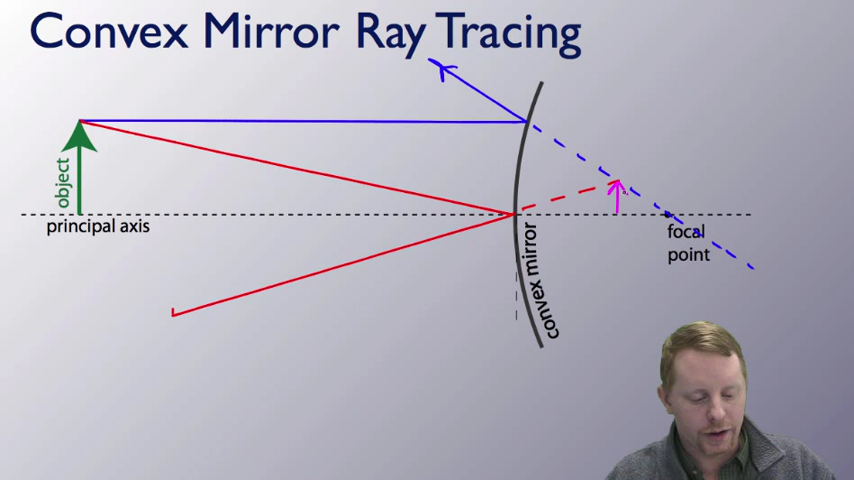 Convex Mirror Ray Tracing
object
principal axis
convex mirror
focal
point